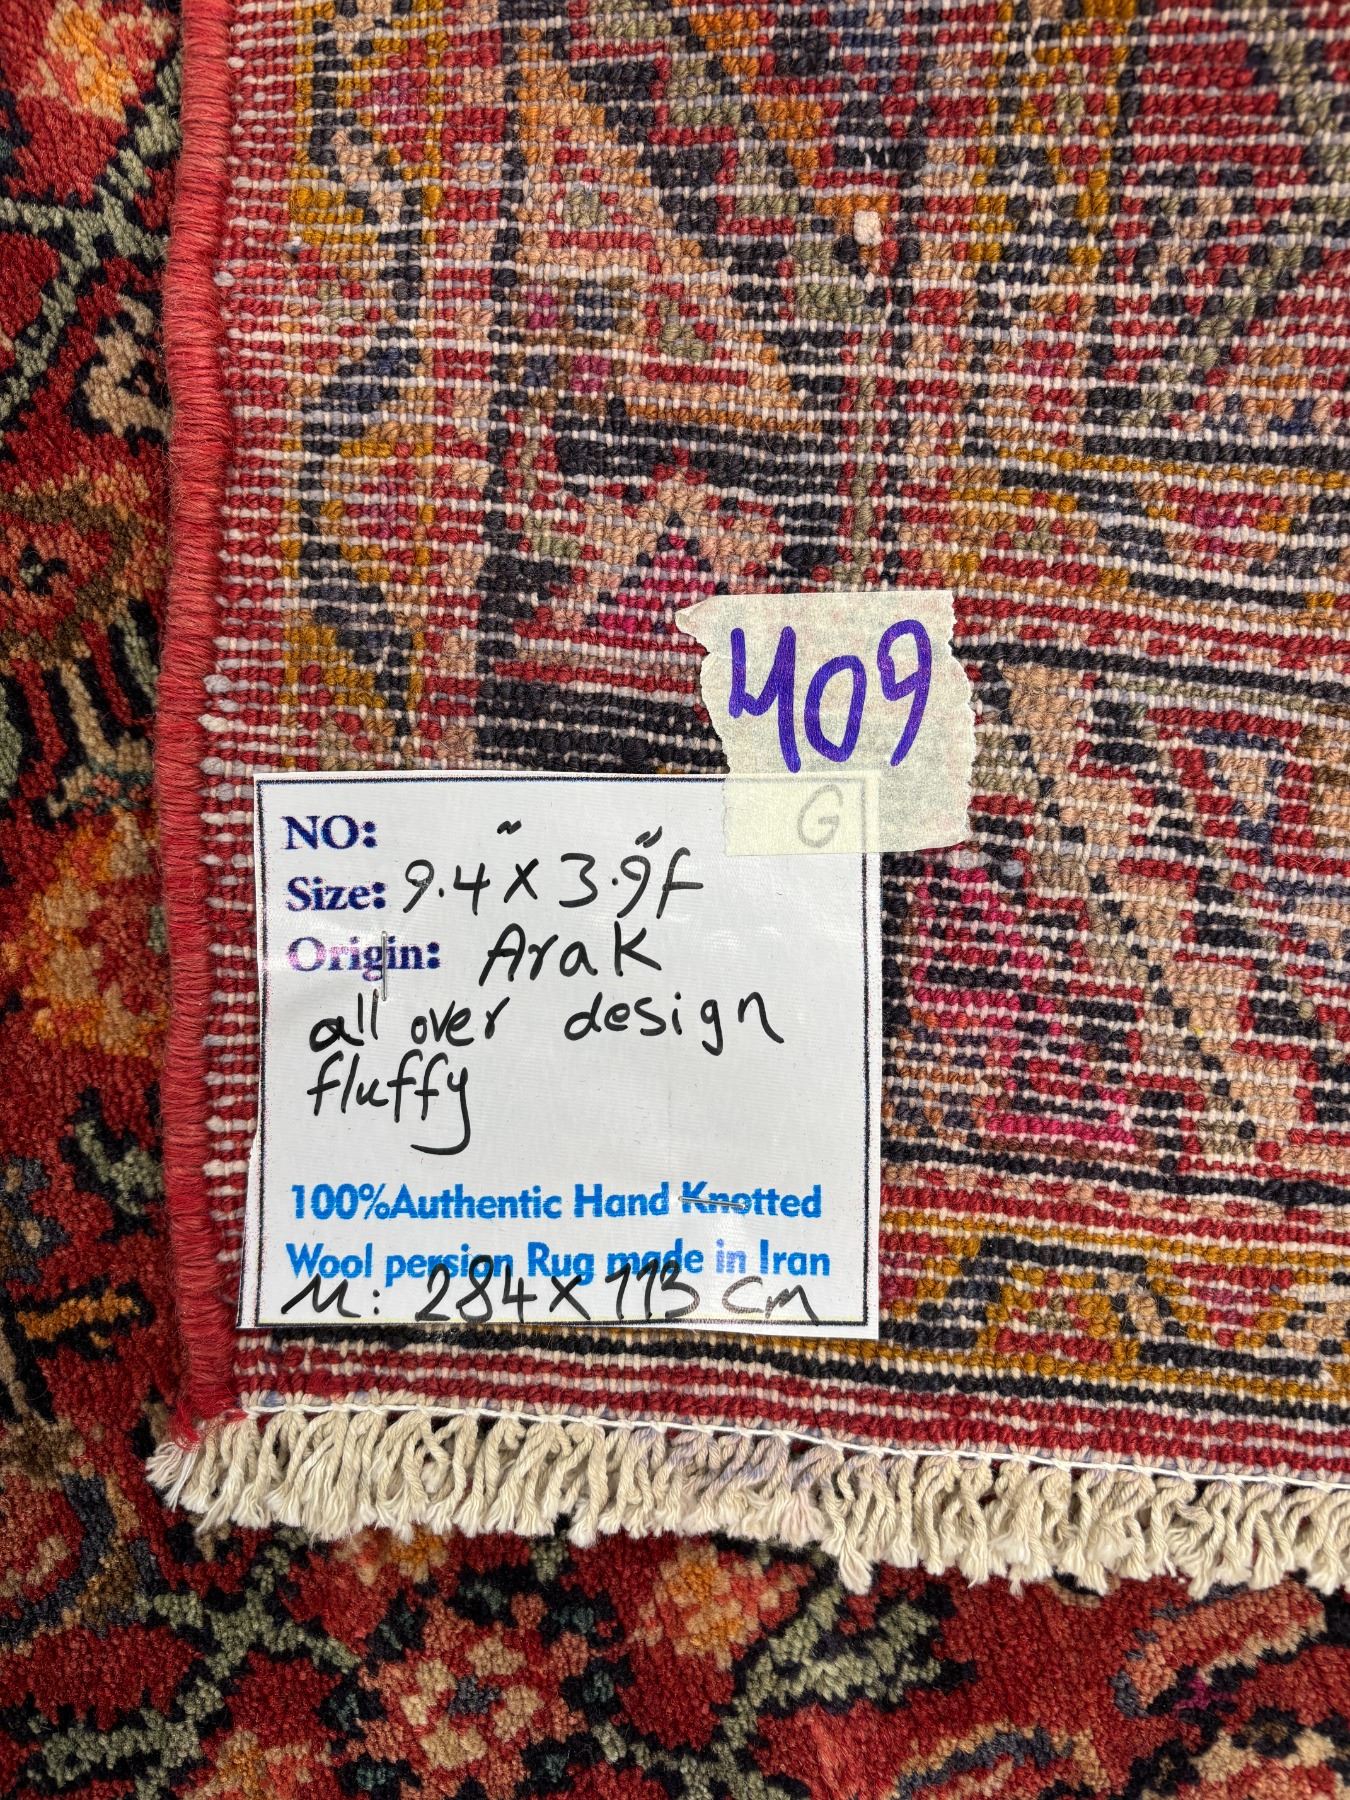 409
G
NO:
Size: 9.4" x 3.9"f
Origin: Arak
all over design
fluffy
100%Authentic Hand Knotted
Wool persian Rug made in Iran
M: 284 x 113 cm